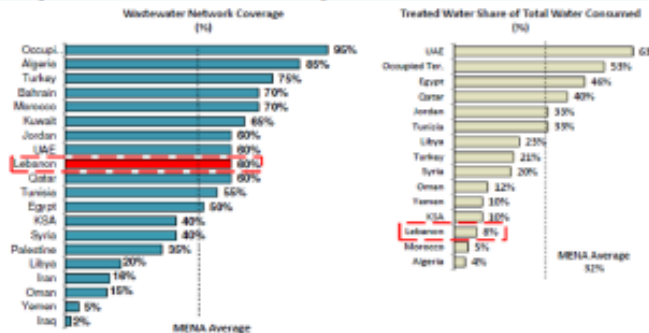 Wastewater Network Coverage
(%)
Occupi.. 95%
Algeria 85%
Turkey 75%
Bahrain 70%
Morocco 70%
Kuwait 65%
Jordan 60%
UAE 60%
Lebanon 60%
Qatar 60%
Tunisia 55%
Egypt 50%
KSA 40%
Syria 40%
Palestine 35%
Libya 20%
Iran 16%
Oman 15%
Yemen 5%
Iraq 2%
MENA Average
Treated Water Share of Total Water Consumed
(%)
UAE
Occupied Ter. 53%
Egypt 46%
Qatar 40%
Jordan 33%
Tunisia 33%
Libya 23%
Turkey 21%
Syria 20%
Oman 12%
Yemen 10%
KSA 10%
Lebanon 8%
Morocco 5%
Algeria 4%
MENA Average
32%